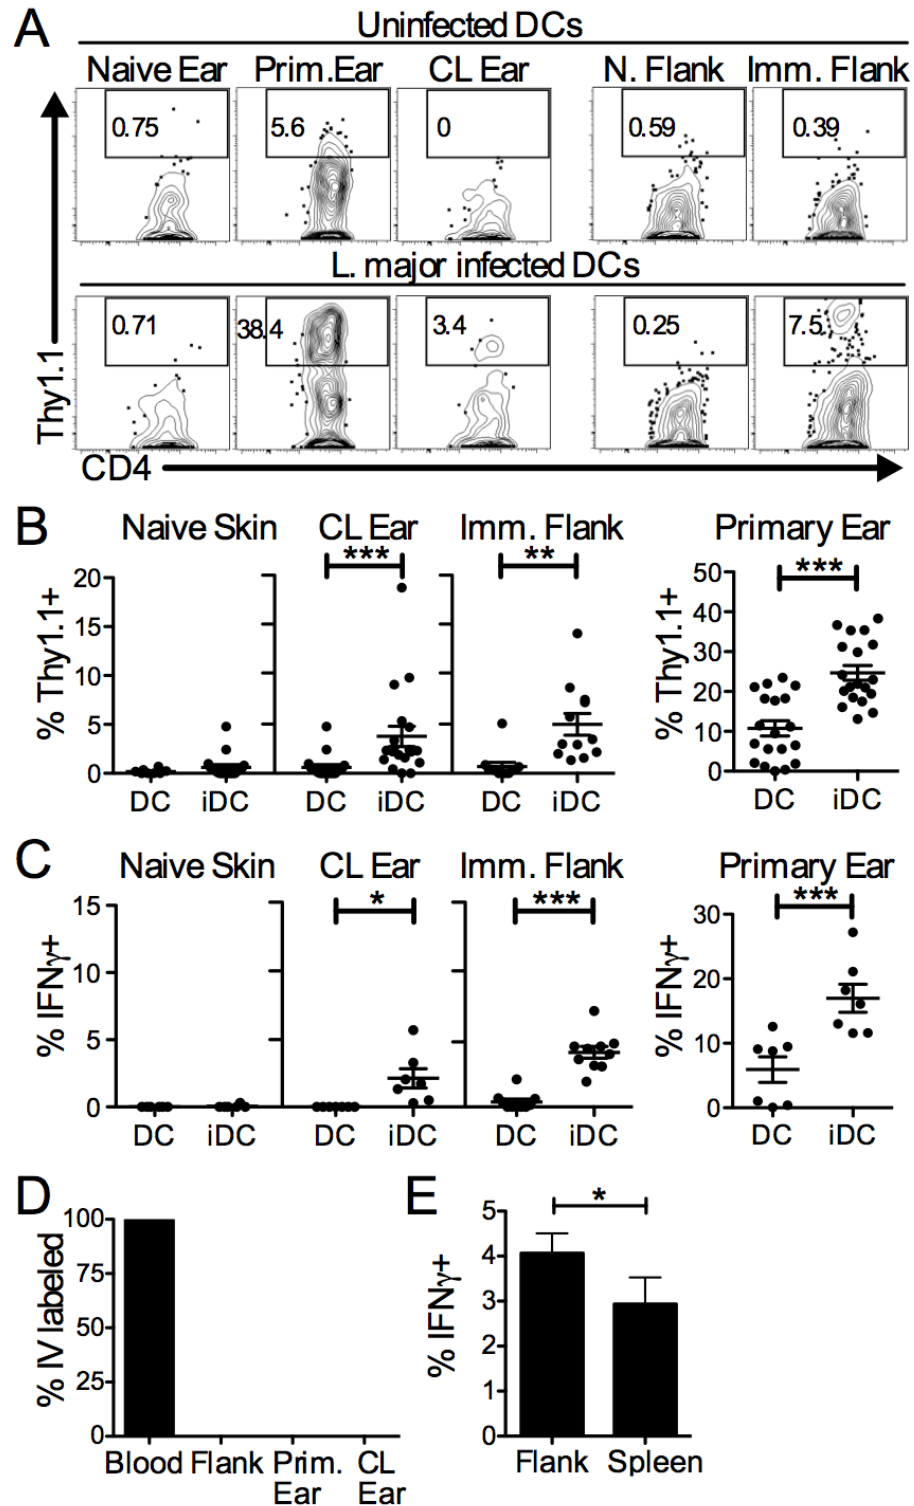 A
Uninfected DCs
Naive Ear Prim.Ear CL Ear N. Flank Imm. Flank
0.75 5.6 0 0.59 0.39
L. major infected DCs
0.71 38.4 3.4 0.25 7.5
Thy1.1
CD4
B
Naive Skin CL Ear Imm. Flank Primary Ear
*** ** ***
% Thy1.1+
20
15
10
5
0
% Thy1.1+
50
40
30
20
10
0
DC iDC DC iDC DC iDC DC iDC
C
Naive Skin CL Ear Imm. Flank Primary Ear
* *** ***
% IFNγ+
15
10
5
0
% IFNγ+
30
20
10
0
DC iDC DC iDC DC iDC DC iDC
D
% IV labeled
100
75
50
25
0
Blood Flank Prim. CL
Ear Ear
E
*
% IFNγ+
5
4
3
2
1
0
Flank Spleen